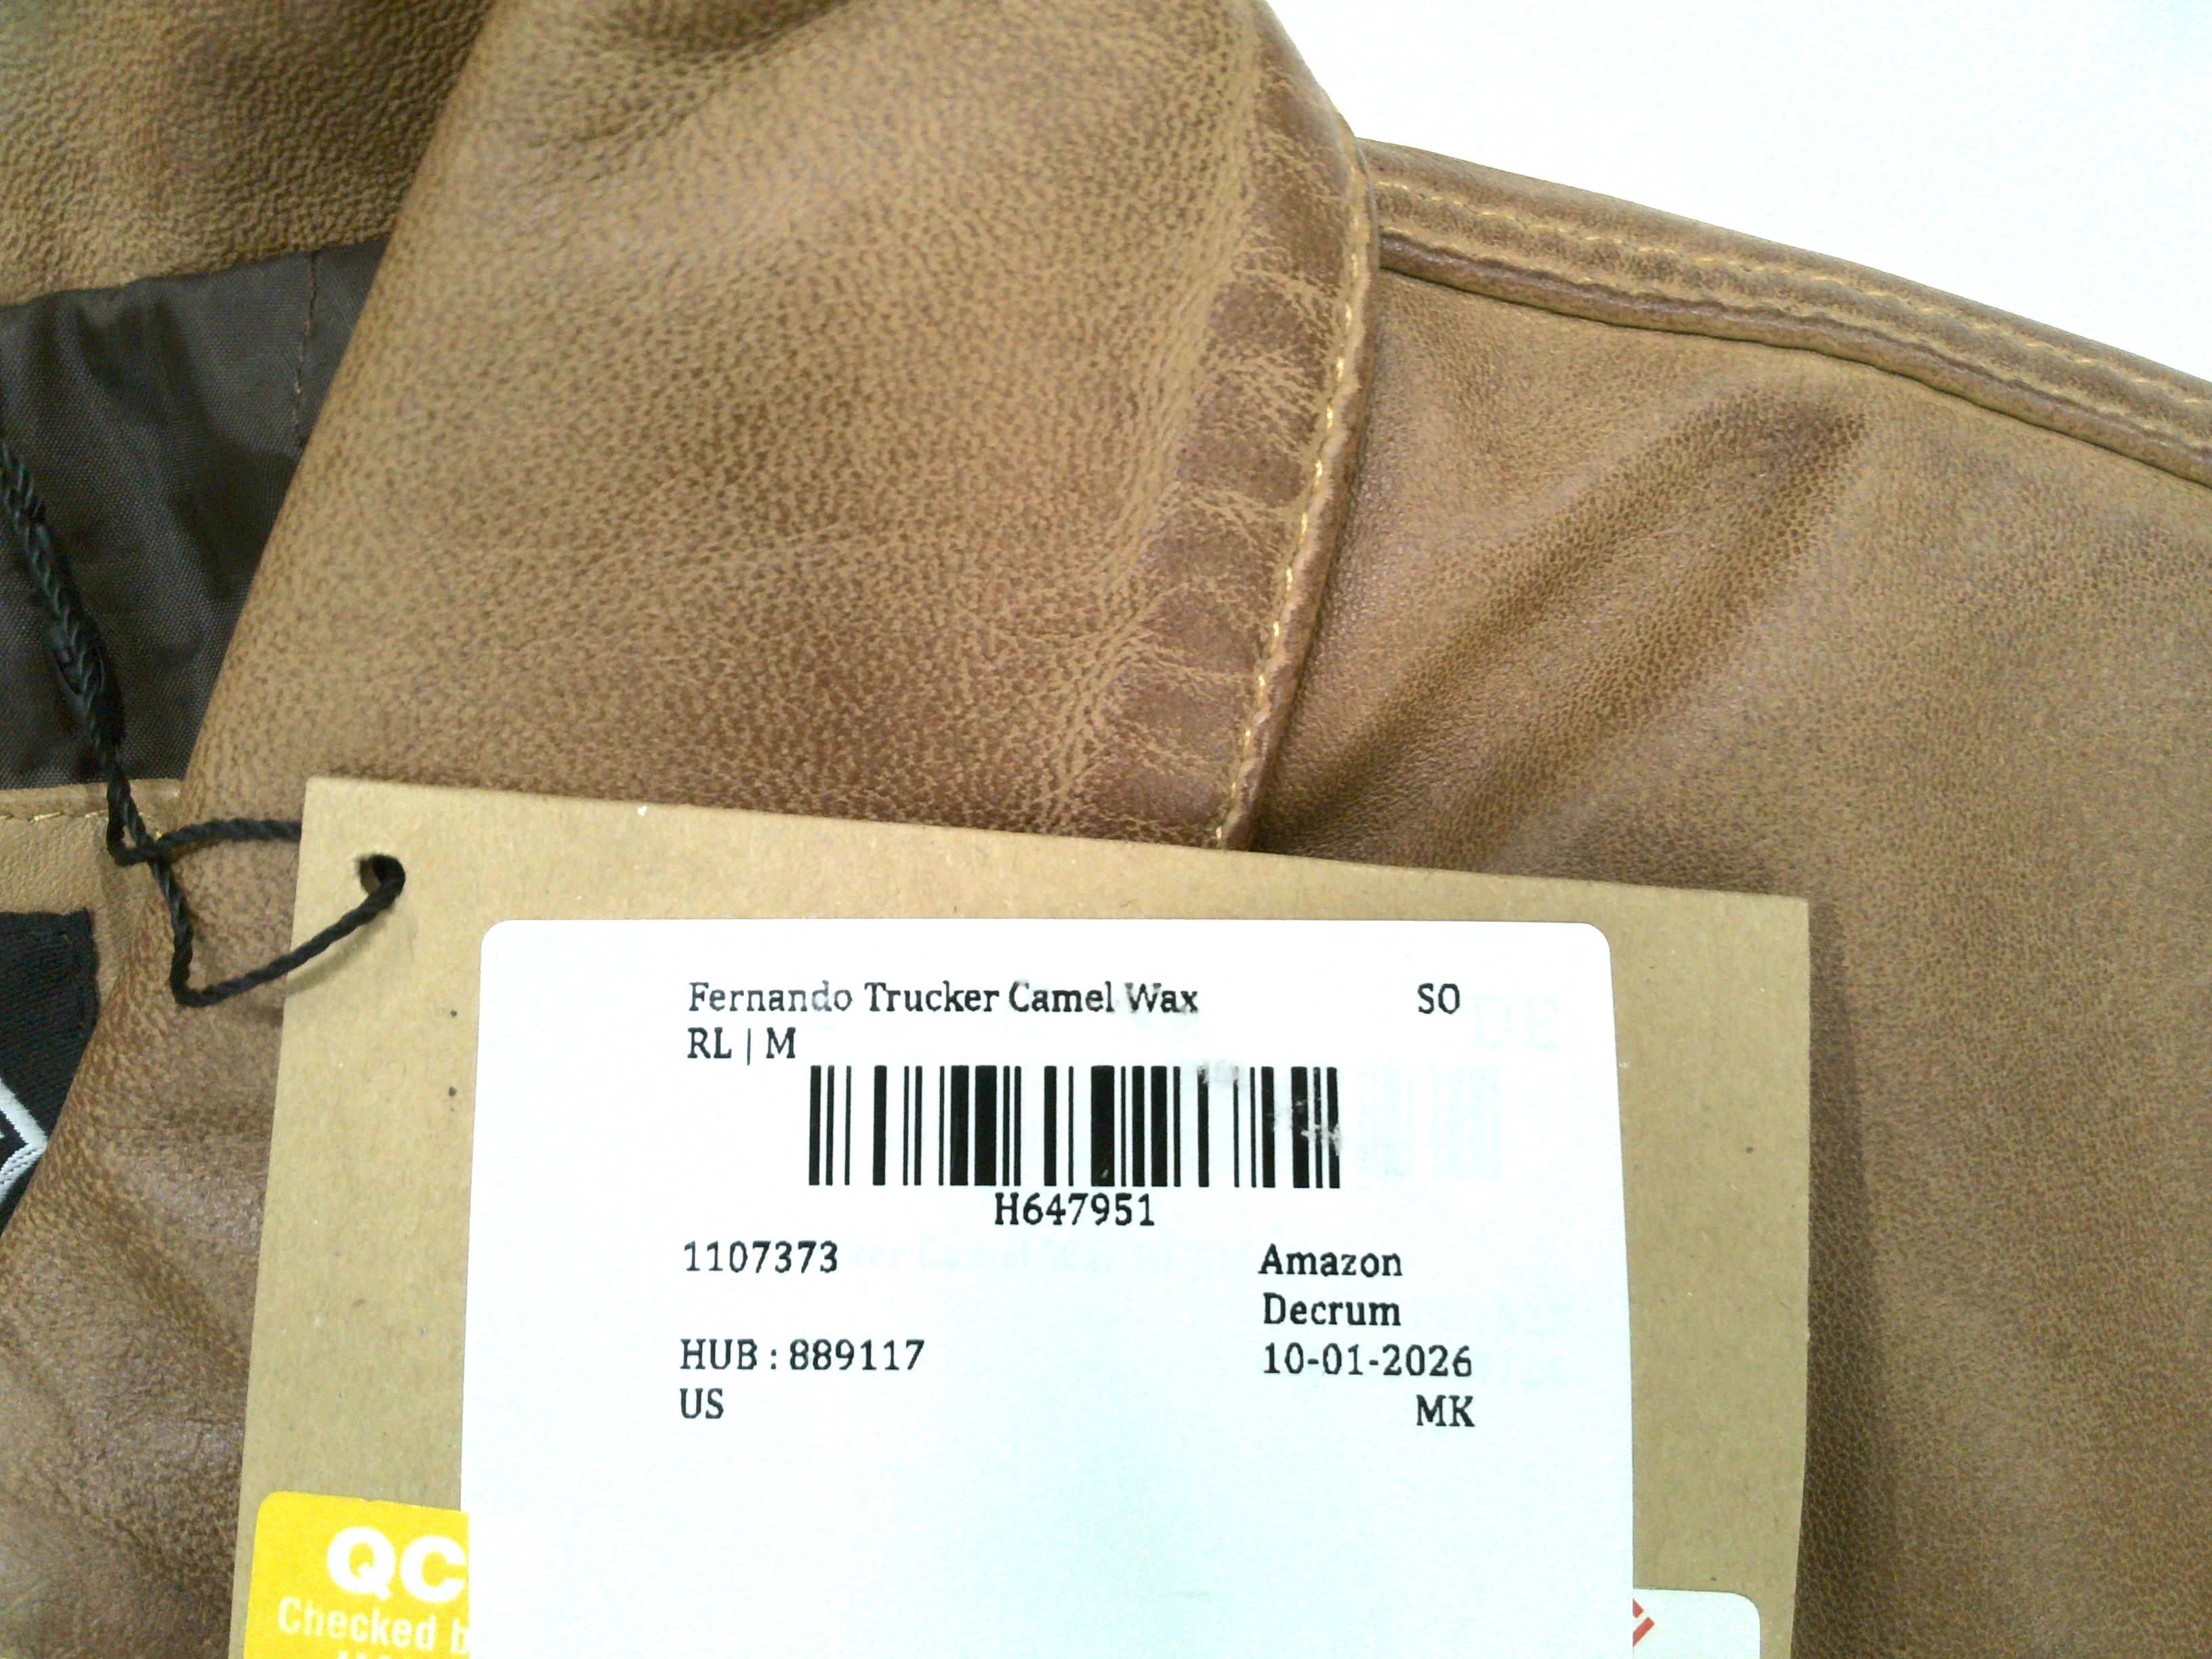 Fernando Trucker Camel Wax SO
RL | M
H647951
1107373 Amazon
Decrum
HUB : 889117 10-01-2026
US MK
QC
Checked
DE